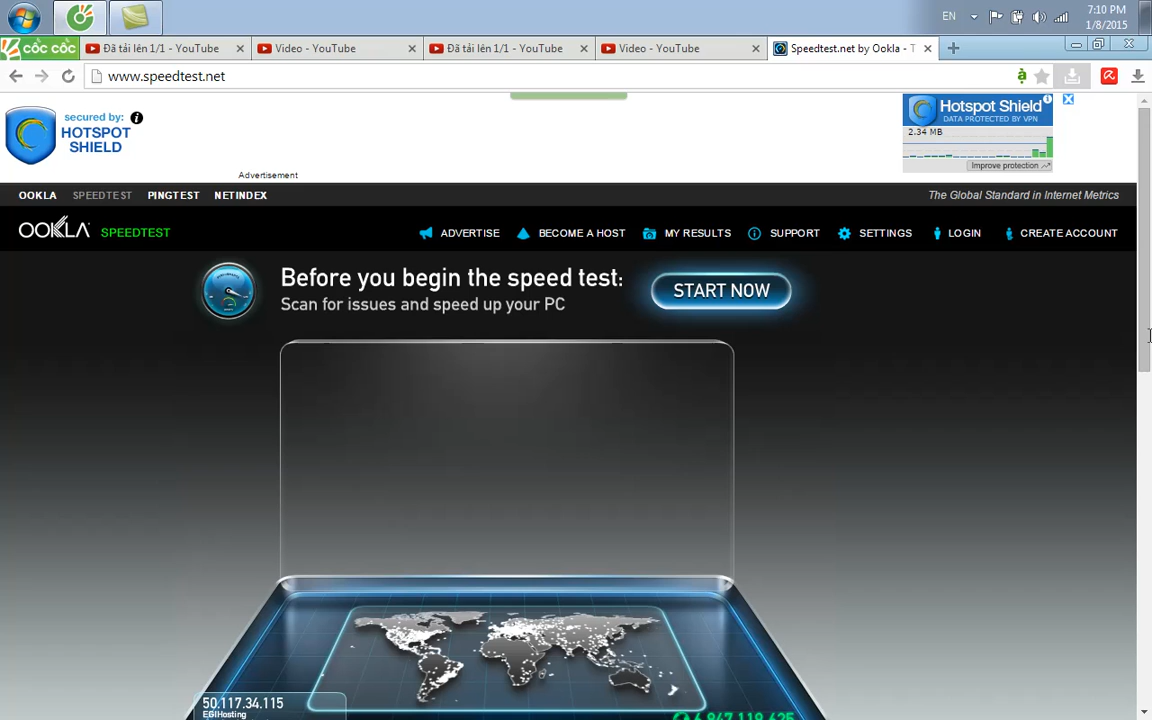 EN
7:10 PM
1/8/2015
cốc cốc
Đã tải lên 1/1 - YouTube
Video - YouTube
Đã tải lên 1/1 - YouTube
Video - YouTube
Speedtest.net by Ookla - T
www.speedtest.net
secured by:
HOTSPOT
SHIELD
Hotspot Shield
DATA PROTECTED BY VPN
2.34 MB
Improve protection
Advertisement
OOKLA SPEEDTEST PINGTEST NETINDEX
The Global Standard in Internet Metrics
OOKLA SPEEDTEST
ADVERTISE BECOME A HOST MY RESULTS SUPPORT SETTINGS LOGIN CREATE ACCOUNT
Before you begin the speed test:
Scan for issues and speed up your PC
START NOW
50.117.34.115
EGIHosting